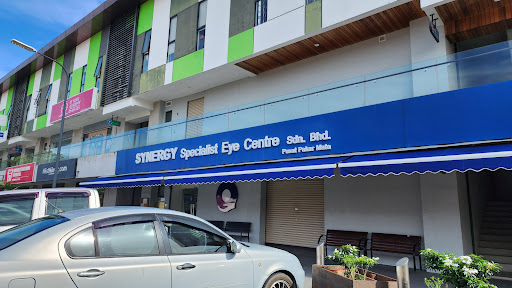 SYNERGY Specialist Eye Centre Sdn. Bhd.
Pusat Pakar Mata